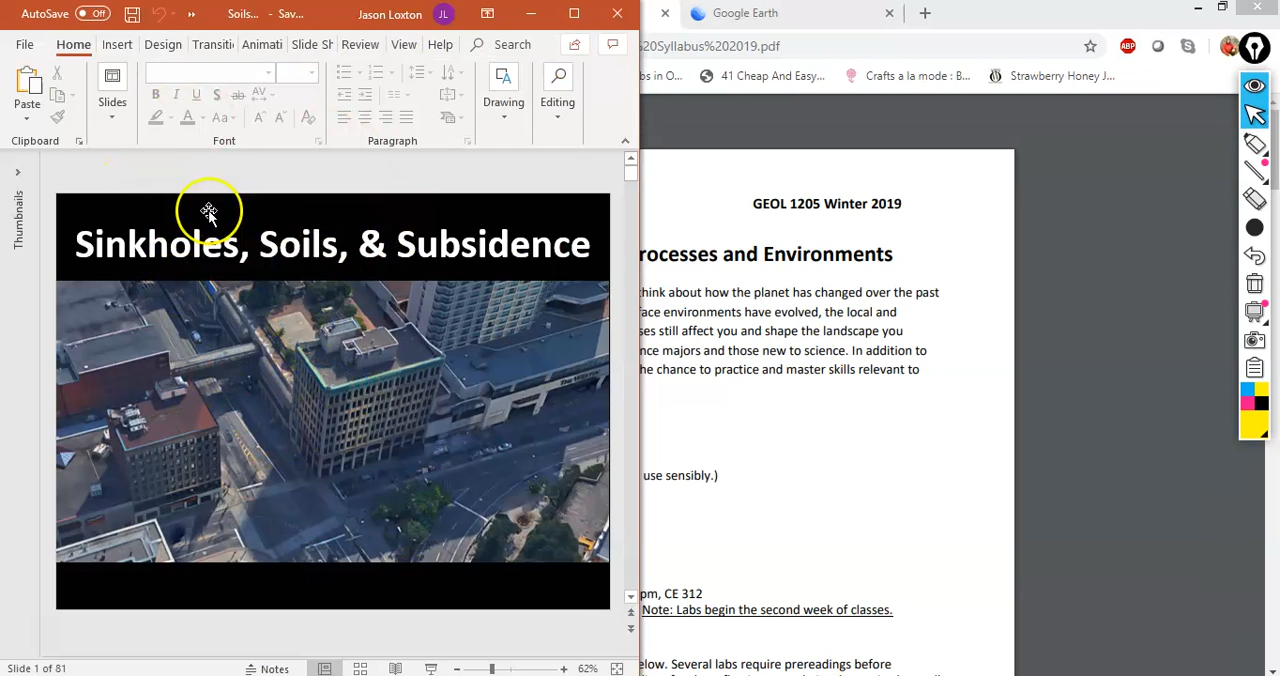 AutoSave Off Soils... - Sav... Jason Loxton JL
File Home Insert Design Transiti Animati Slide Sh Review View Help Search
Paste Slides Drawing Editing
Clipboard Font Paragraph
Thumbnails
Sinkholes, Soils, & Subsidence
Slide 1 of 81 Notes 62%
Google Earth
%20Syllabus%202019.pdf ABP
bs in O... 41 Cheap And Easy... Crafts a la mode : B... Strawberry Honey J...
GEOL 1205 Winter 2019
rocesses and Environments
think about how the planet has changed over the past
face environments have evolved, the local and
ses still affect you and shape the landscape you
nce majors and those new to science. In addition to
he chance to practice and master skills relevant to
use sensibly.)
pm, CE 312
Note: Labs begin the second week of classes.
elow. Several labs require prereadings before